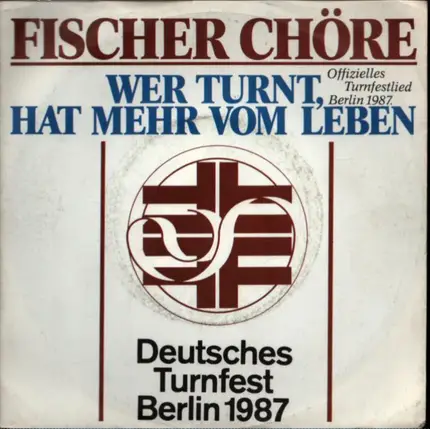 FISCHER CHÖRE
WER TURNT,
HAT MEHR VOM LEBEN
Offizielles
Turnfestlied
Berlin 1987.
Deutsches
Turnfest
Berlin 1987